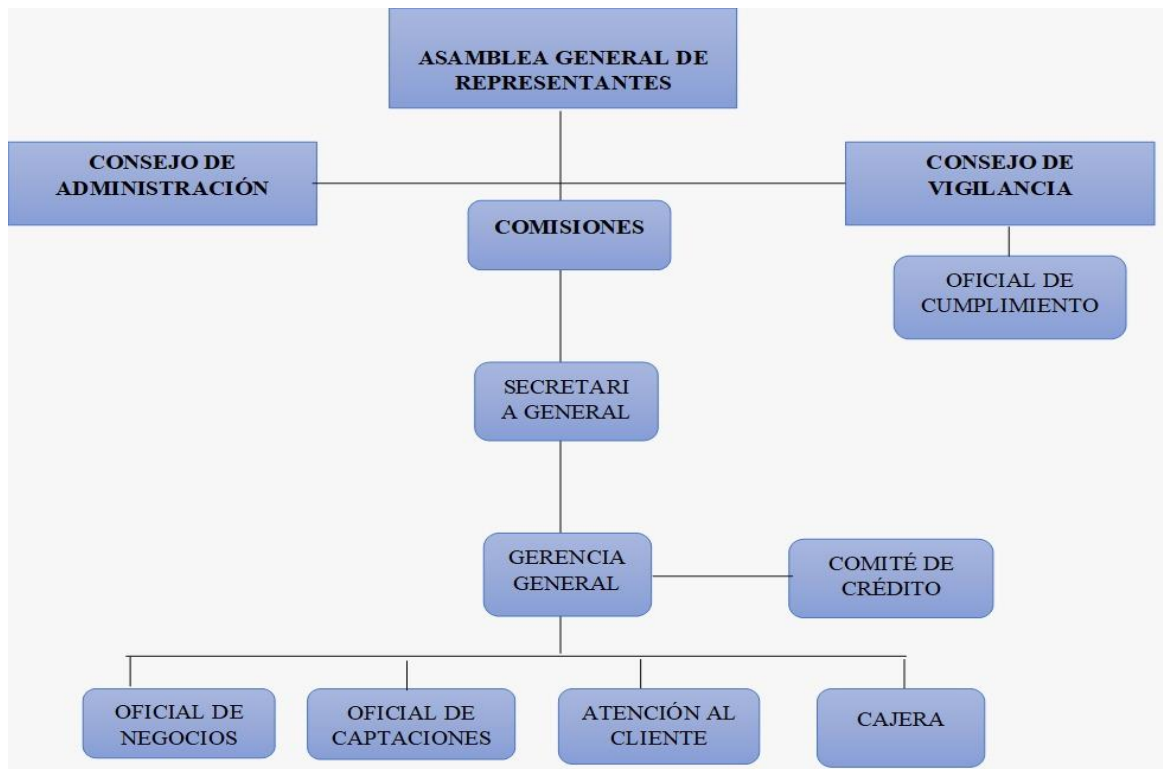 ASAMBLEA GENERAL DE
REPRESENTANTES
CONSEJO DE
ADMINISTRACIÓN
CONSEJO DE
VIGILANCIA
COMISIONES
OFICIAL DE
CUMPLIMIENTO
SECRETARI
A GENERAL
GERENCIA
GENERAL
COMITÉ DE
CRÉDITO
OFICIAL DE
NEGOCIOS
OFICIAL DE
CAPTACIONES
ATENCIÓN AL
CLIENTE
CAJERA